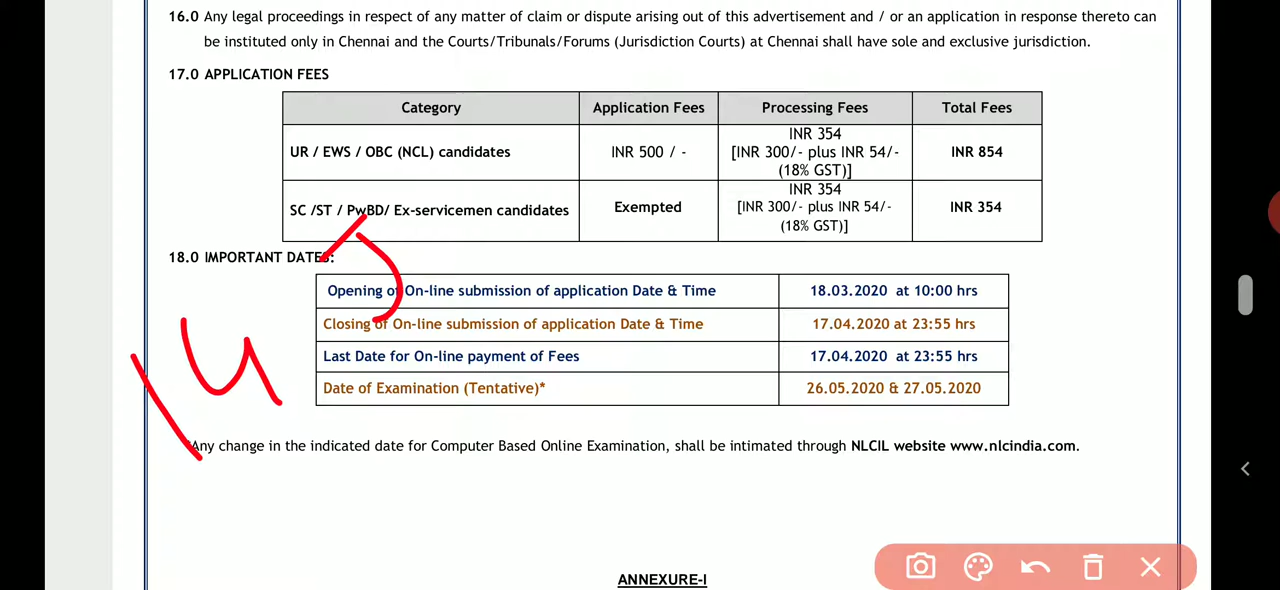 16.0 Any legal proceedings in respect of any matter of claim or dispute arising out of this advertisement and / or an application in response thereto can
be instituted only in Chennai and the Courts/Tribunals/Forums (Jurisdiction Courts) at Chennai shall have sole and exclusive jurisdiction.
17.0 APPLICATION FEES
Category Application Fees Processing Fees Total Fees
UR / EWS / OBC (NCL) candidates INR 500 / - INR 354 [INR 300/- plus INR 54/- (18% GST)] INR 854
SC /ST / PwBD/ Ex-servicemen candidates Exempted INR 354 [INR 300/- plus INR 54/- (18% GST)] INR 354
18.0 IMPORTANT DATES:
Opening of On-line submission of application Date & Time 18.03.2020 at 10:00 hrs
Closing of On-line submission of application Date & Time 17.04.2020 at 23:55 hrs
Last Date for On-line payment of Fees 17.04.2020 at 23:55 hrs
Date of Examination (Tentative)* 26.05.2020 & 27.05.2020
*Any change in the indicated date for Computer Based Online Examination, shall be intimated through NLCIL website www.nlcindia.com.
ANNEXURE-I